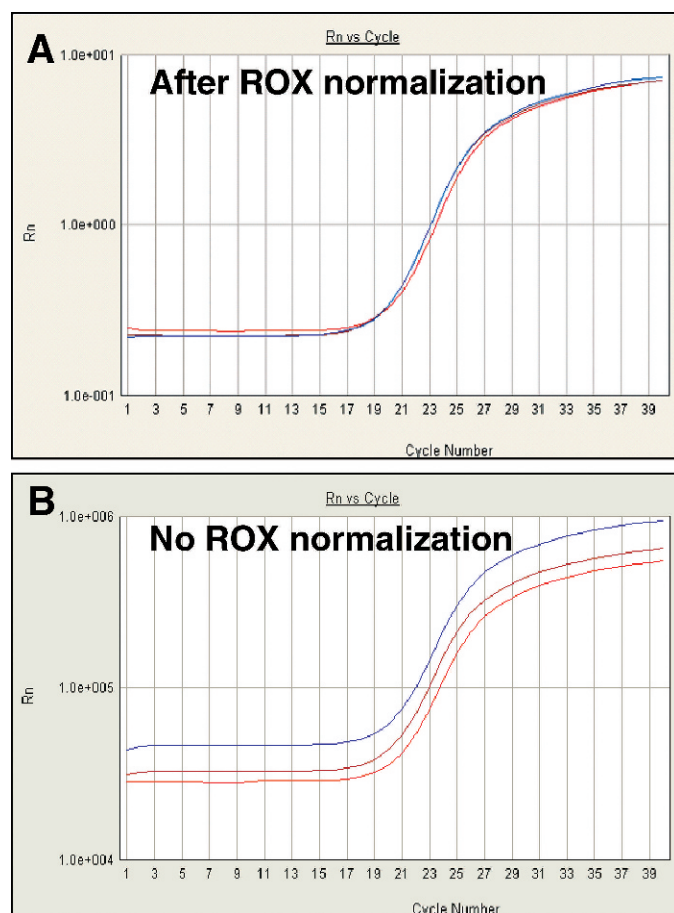 A
Rn vs Cycle
After ROX normalization
1.0e+001
1.0e+000
1.0e-001
Rn
1 3 5 7 9 11 13 15 17 19 21 23 25 27 29 31 33 35 37 39
Cycle Number
B
Rn vs Cycle
No ROX normalization
1.0e+006
1.0e+005
1.0e+004
Rn
1 3 5 7 9 11 13 15 17 19 21 23 25 27 29 31 33 35 37 39
Cycle Number